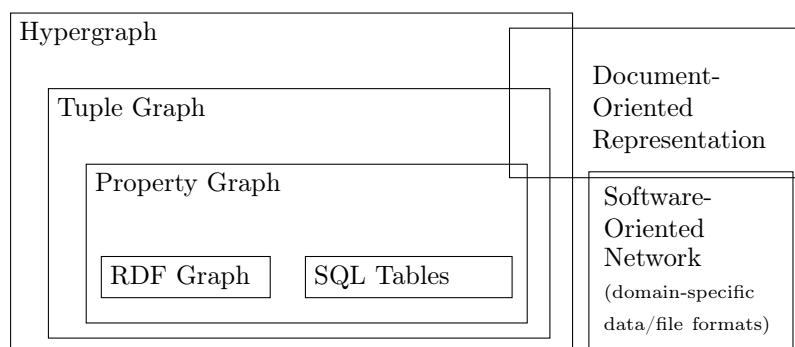 Hypergraph
Tuple Graph
Property Graph
RDF Graph
SQL Tables
Document-
Oriented
Representation
Software-
Oriented
Network
(domain-specific
data/file formats)